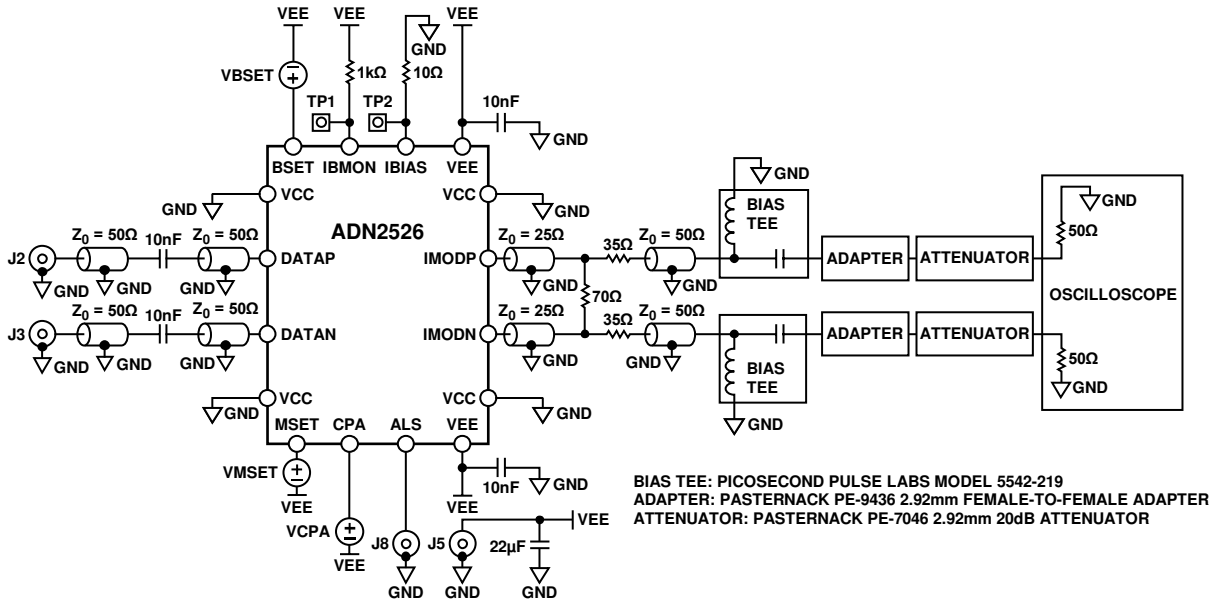 VEE VEE VEE
GND
VBSET 1kΩ 10Ω
TP1 TP2 10nF
GND
BSET IBMON IBIAS VEE
GND
GND VCC VCC GND
BIAS TEE
GND
Z0 = 50Ω 10nF Z0 = 50Ω ADN2526 Z0 = 25Ω 35Ω Z0 = 50Ω 50Ω
J2 DATAP IMODP ADAPTER ATTENUATOR
GND GND GND GND GND
70Ω
OSCILLOSCOPE
Z0 = 50Ω 10nF Z0 = 50Ω Z0 = 25Ω 35Ω Z0 = 50Ω
J3 DATAN IMODN ADAPTER ATTENUATOR
GND GND GND GND GND
50Ω
BIAS TEE
GND
GND VCC VCC GND
GND
MSET CPA ALS VEE
VMSET
VEE
10nF GND
VEE
VCPA
VEE
J8 J5 22µF VEE
GND GND GND
BIAS TEE: PICOSECOND PULSE LABS MODEL 5542-219
ADAPTER: PASTERNACK PE-9436 2.92mm FEMALE-TO-FEMALE ADAPTER
ATTENUATOR: PASTERNACK PE-7046 2.92mm 20dB ATTENUATOR